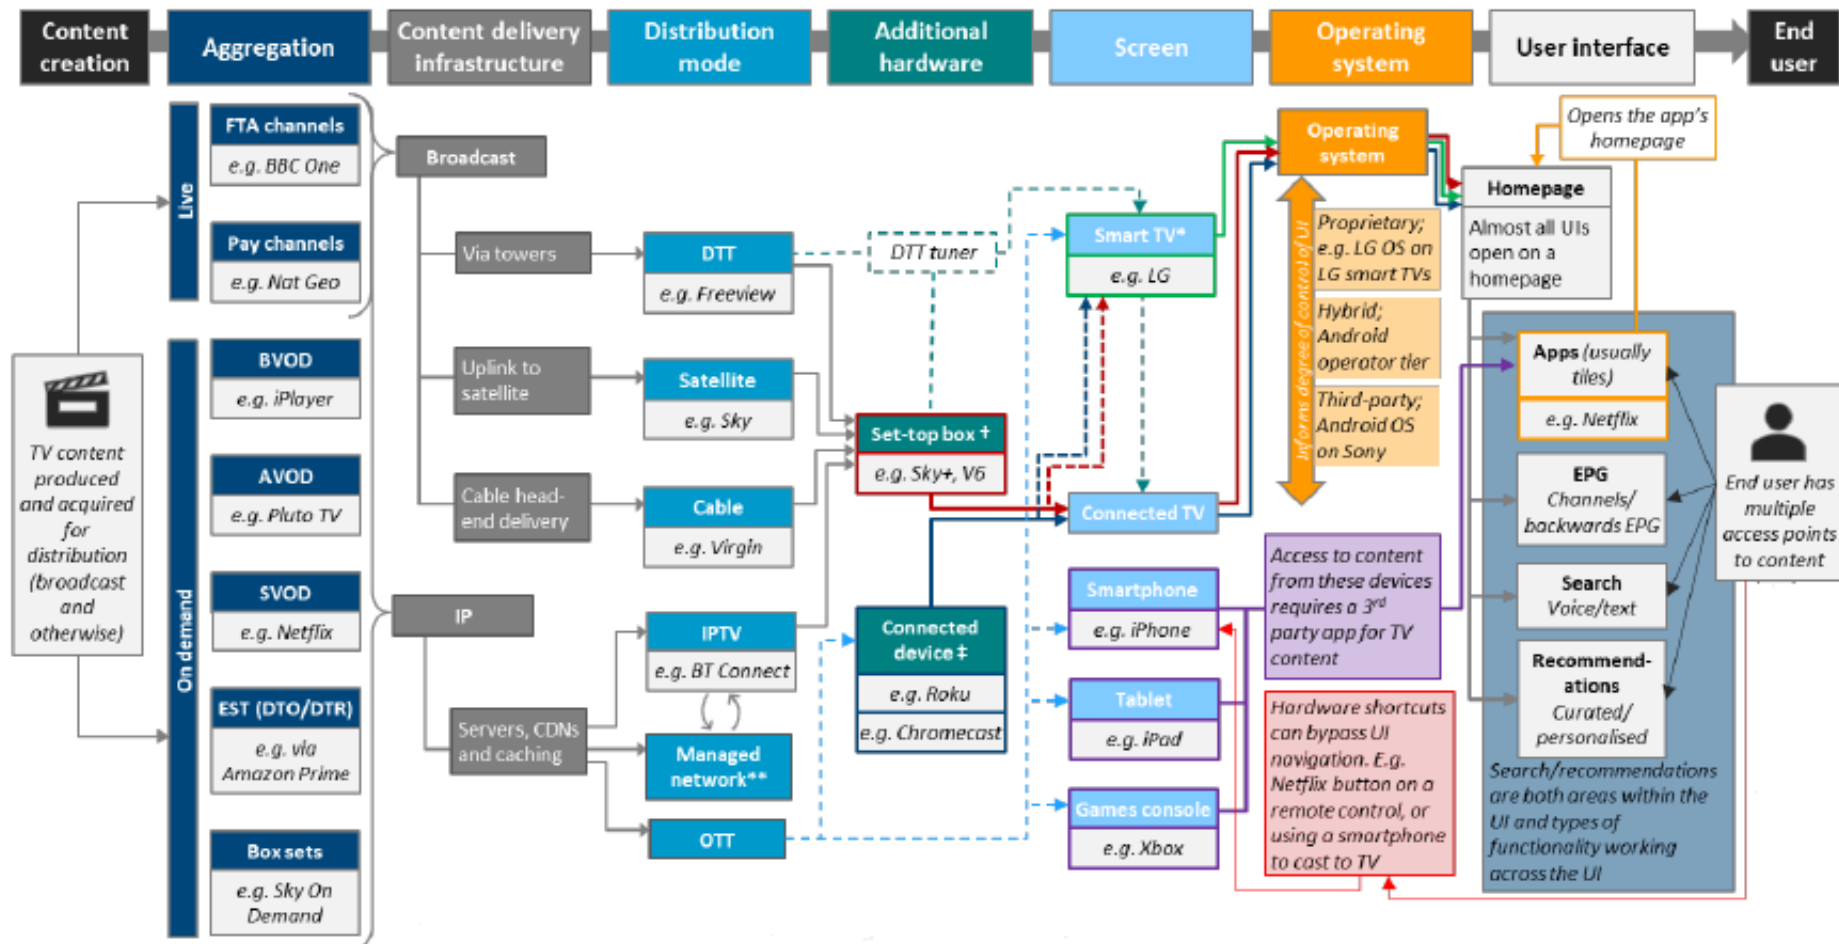 Content
creation
Aggregation
Content delivery
infrastructure
Distribution
mode
Additional
hardware
Screen
Operating
system
User interface
End
user
Live
FTA channels
e.g. BBC One
Pay channels
e.g. Nat Geo
On demand
BVOD
e.g. iPlayer
AVOD
e.g. Pluto TV
SVOD
e.g. Netflix
EST (DTO/DTR)
e.g. via
Amazon Prime
Box sets
e.g. Sky On
Demand
TV content
produced
and acquired
for
distribution
(broadcast
and
otherwise)
Broadcast
Via towers
Uplink to
satellite
Cable head-
end delivery
IP
Servers, CDNs
and caching
DTT
e.g. Freeview
Satellite
e.g. Sky
Cable
e.g. Virgin
IPTV
e.g. BT Connect
Managed
network**
OTT
DTT tuner
Set-top box †
e.g. Sky+, V6
Connected
device ‡
e.g. Roku
e.g. Chromecast
Smart TV*
e.g. LG
Connected TV
Smartphone
e.g. iPhone
Tablet
e.g. iPad
Games console
e.g. Xbox
Operating
system
Informs degree of control of UI
Proprietary;
e.g. LG OS on
LG smart TVs
Hybrid;
Android
operator tier
Third-party;
Android OS
on Sony
Access to content
from these devices
requires a 3rd
party app for TV
content
Hardware shortcuts
can bypass UI
navigation. E.g.
Netflix button on a
remote control, or
using a smartphone
to cast to TV
Opens the app's
homepage
Homepage
Almost all UIs
open on a
homepage
Apps (usually
tiles)
e.g. Netflix
EPG
Channels/
backwards EPG
Search
Voice/text
Recommend-
ations
Curated/
personalised
Search/recommendations
are both areas within the
UI and types of
functionality working
across the UI
End user has
multiple
access points
to content